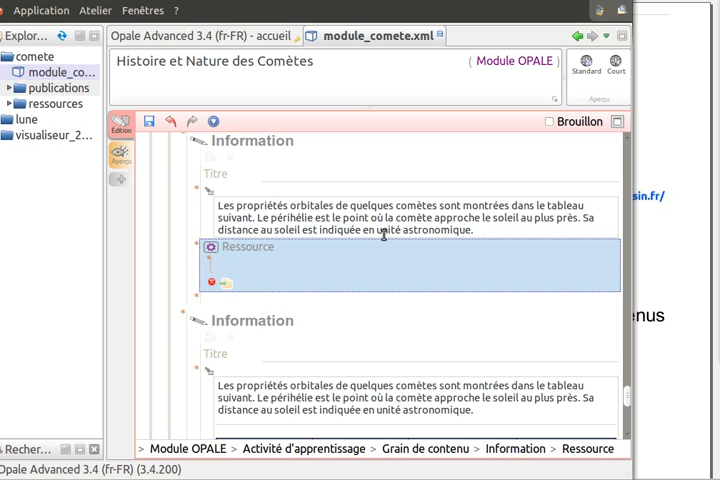 Application Atelier Fenêtres ?
Explor...
Opale Advanced 3.4 (fr-FR) - accueil
module_comete.xml
comete
module_co...
publications
ressources
lune
visualiseur_2...
Histoire et Nature des Comètes
( Module OPALE )
Standard Court
Aperçu
Édition
Aperçu
Brouillon
Information
Titre
Les propriétés orbitales de quelques comètes sont montrées dans le tableau
suivant. Le périhélie est le point où la comète approche le soleil au plus près. Sa
distance au soleil est indiquée en unité astronomique.
Ressource
Information
Titre
Les propriétés orbitales de quelques comètes sont montrées dans le tableau
suivant. Le périhélie est le point où la comète approche le soleil au plus près. Sa
distance au soleil est indiquée en unité astronomique.
sin.fr/
enus
Recher...
> Module OPALE > Activité d'apprentissage > Grain de contenu > Information > Ressource
Opale Advanced 3.4 (fr-FR) (3.4.200)